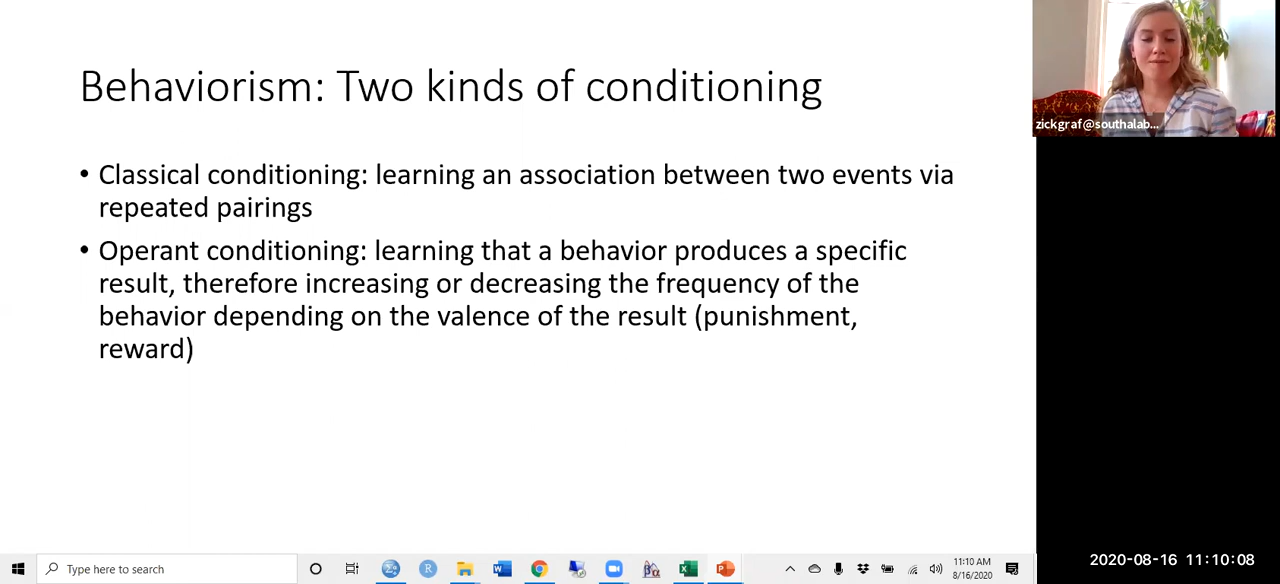 Behaviorism: Two kinds of conditioning
zickgraf@southalab...
• Classical conditioning: learning an association between two events via
repeated pairings
• Operant conditioning: learning that a behavior produces a specific
result, therefore increasing or decreasing the frequency of the
behavior depending on the valence of the result (punishment,
reward)
Type here to search
11:10 AM
8/16/2020
2020-08-16 11:10:08